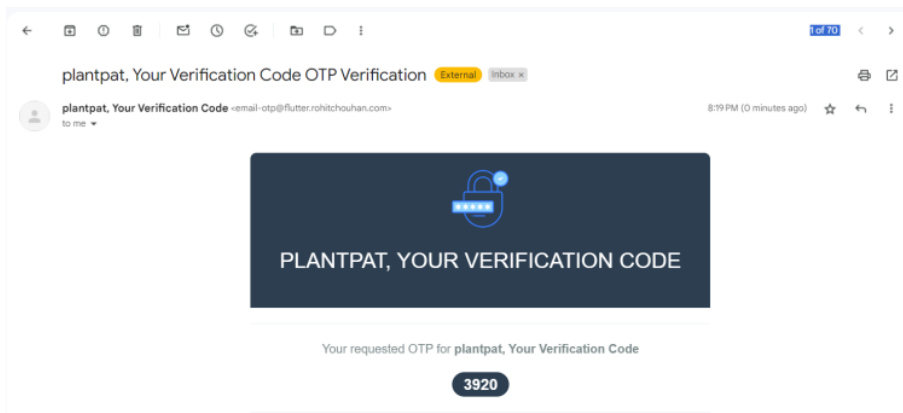 1 of 70
plantpat, Your Verification Code OTP Verification External Inbox ×
plantpat, Your Verification Code <email-otp@flutter.rohitchouhan.com> 8:19 PM (0 minutes ago)
to me
PLANTPAT, YOUR VERIFICATION CODE
Your requested OTP for plantpat, Your Verification Code
3920